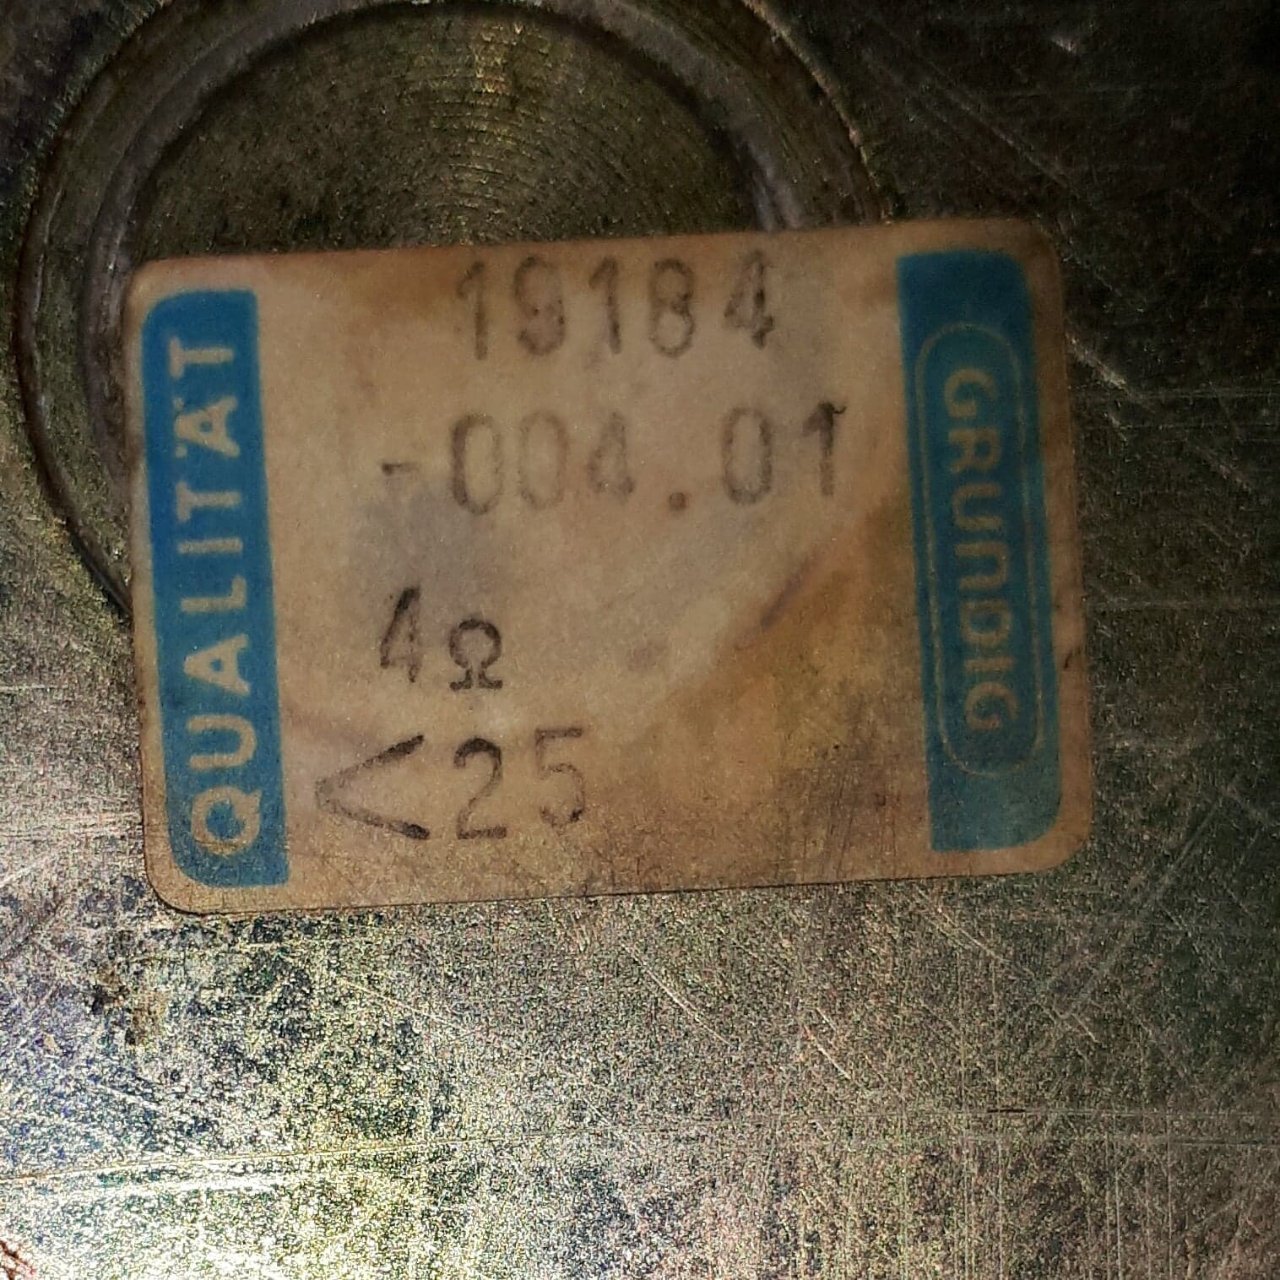 QUALITÄT
19184
-004.01
4Ω
<25
GRUNDIG